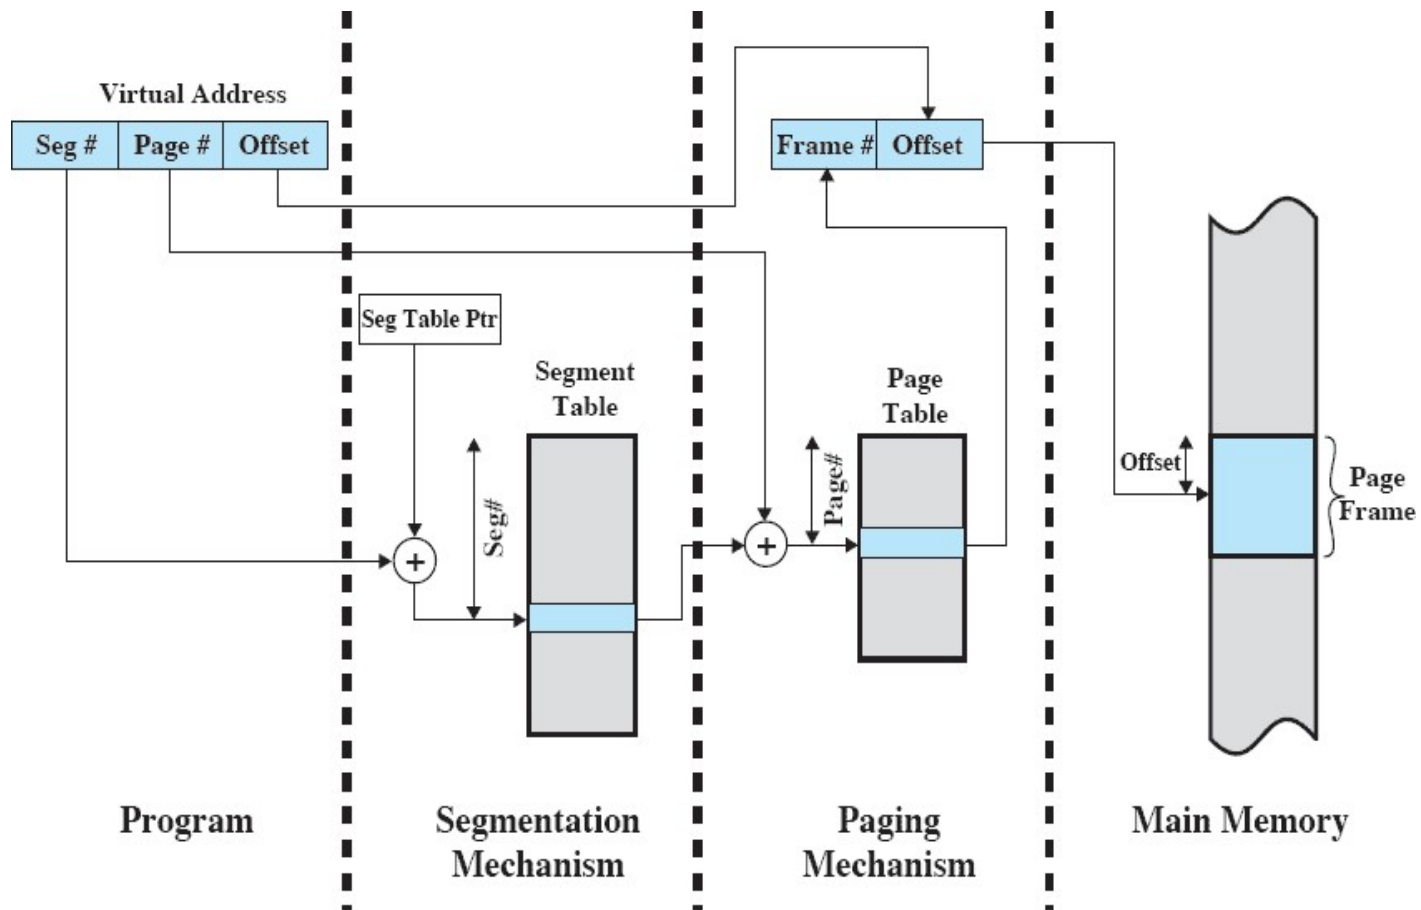 Virtual Address
Seg # Page # Offset
Frame # Offset
Seg Table Ptr
Segment
Table
Page
Table
Seg#
Page#
Offset
Page
Frame
Program
Segmentation
Mechanism
Paging
Mechanism
Main Memory
+
+